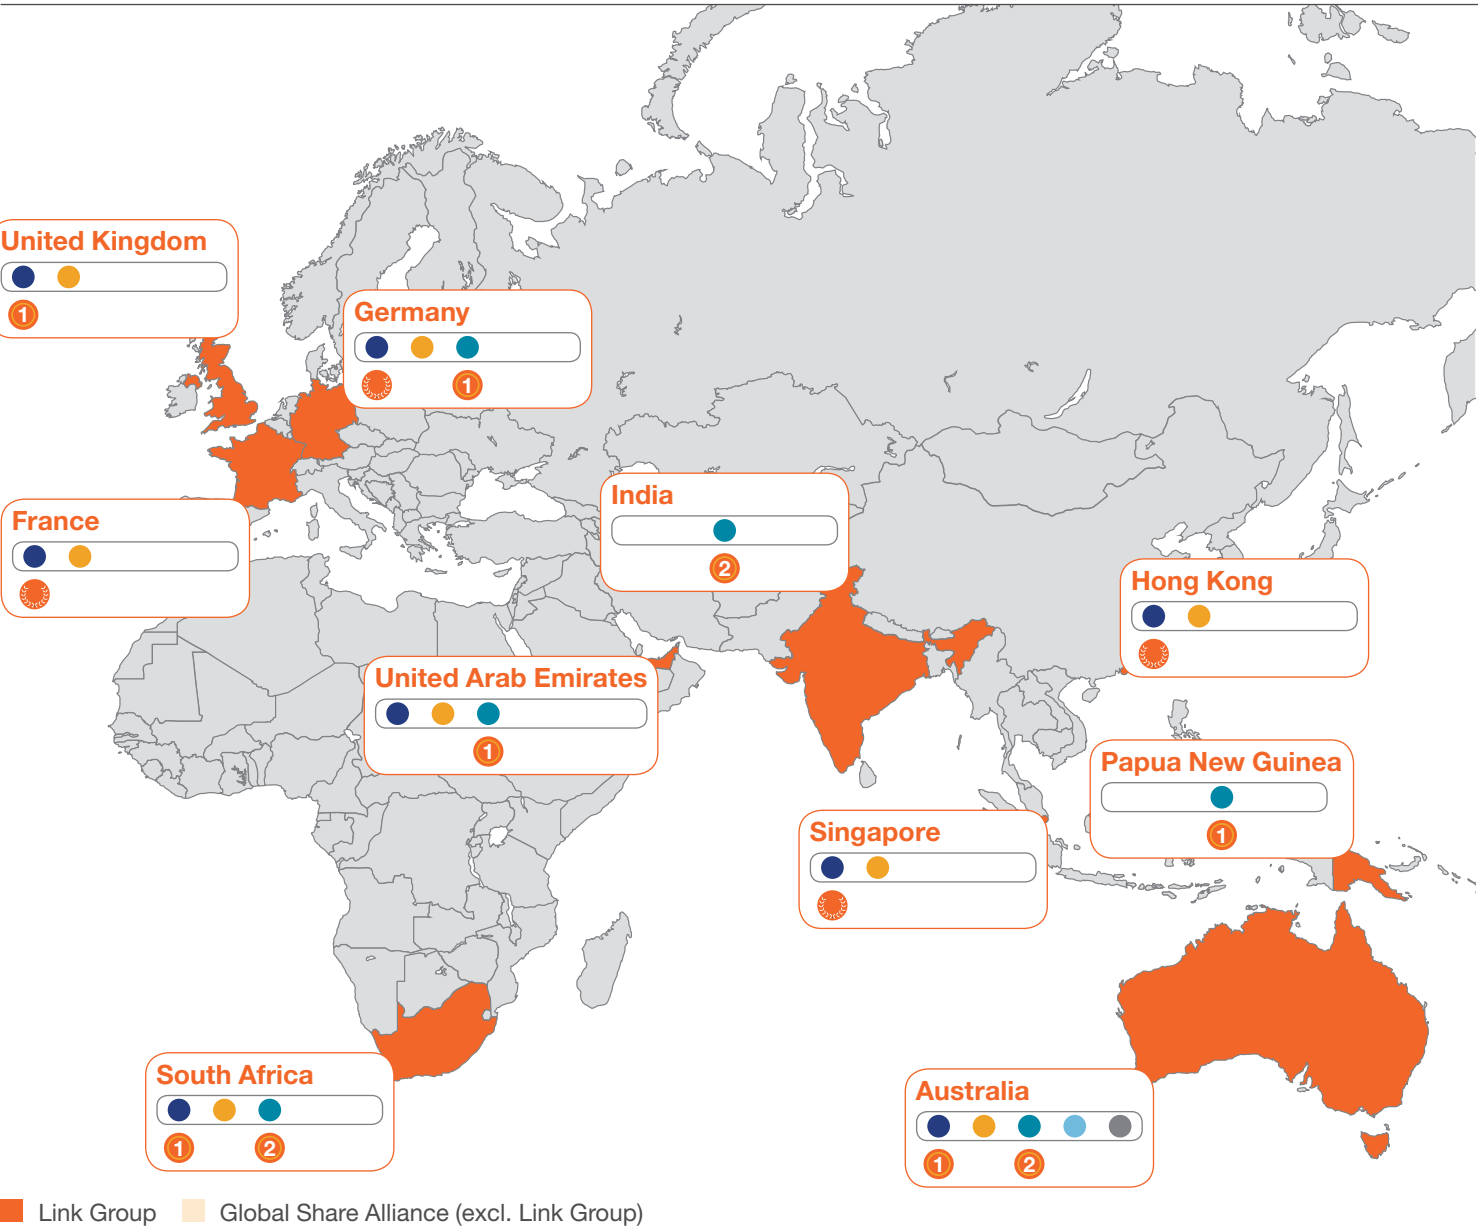 United Kingdom
1
Germany
1
India
2
France
Hong Kong
United Arab Emirates
1
Papua New Guinea
1
Singapore
South Africa
1 2
Australia
1 2
Link Group Global Share Alliance (excl. Link Group)